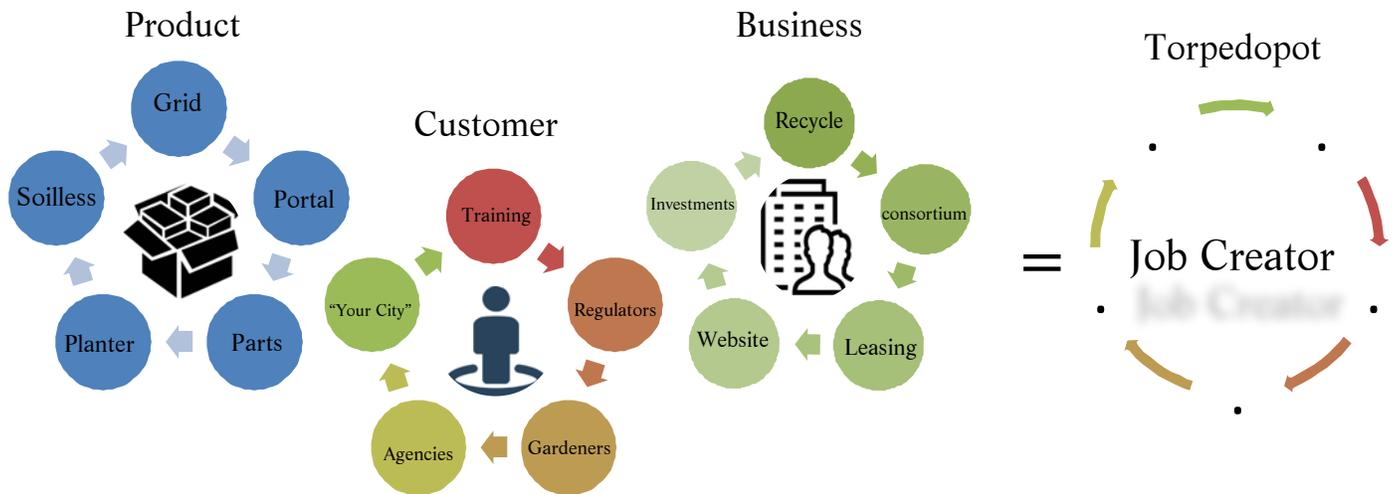 Product
Grid
Portal
Parts
Planter
Soilless
Customer
Training
Regulators
Gardeners
Agencies
“Your City”
Business
Recycle
consortium
Leasing
Website
Investments
=
Torpedopot
Job Creator